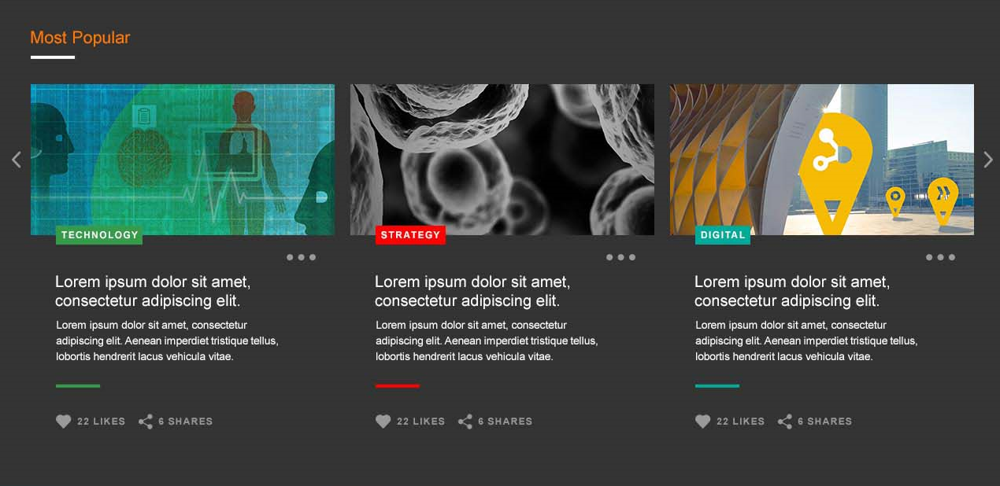 Most Popular
TECHNOLOGY
Lorem ipsum dolor sit amet,
consectetur adipiscing elit.
Lorem ipsum dolor sit amet, consectetur
adipiscing elit. Aenean imperdiet tristique tellus,
lobortis hendrerit lacus vehicula vitae.
22 LIKES 6 SHARES
STRATEGY
Lorem ipsum dolor sit amet,
consectetur adipiscing elit.
Lorem ipsum dolor sit amet, consectetur
adipiscing elit. Aenean imperdiet tristique tellus,
lobortis hendrerit lacus vehicula vitae.
22 LIKES 6 SHARES
DIGITAL
Lorem ipsum dolor sit amet,
consectetur adipiscing elit.
Lorem ipsum dolor sit amet, consectetur
adipiscing elit. Aenean imperdiet tristique tellus,
lobortis hendrerit lacus vehicula vitae.
22 LIKES 6 SHARES